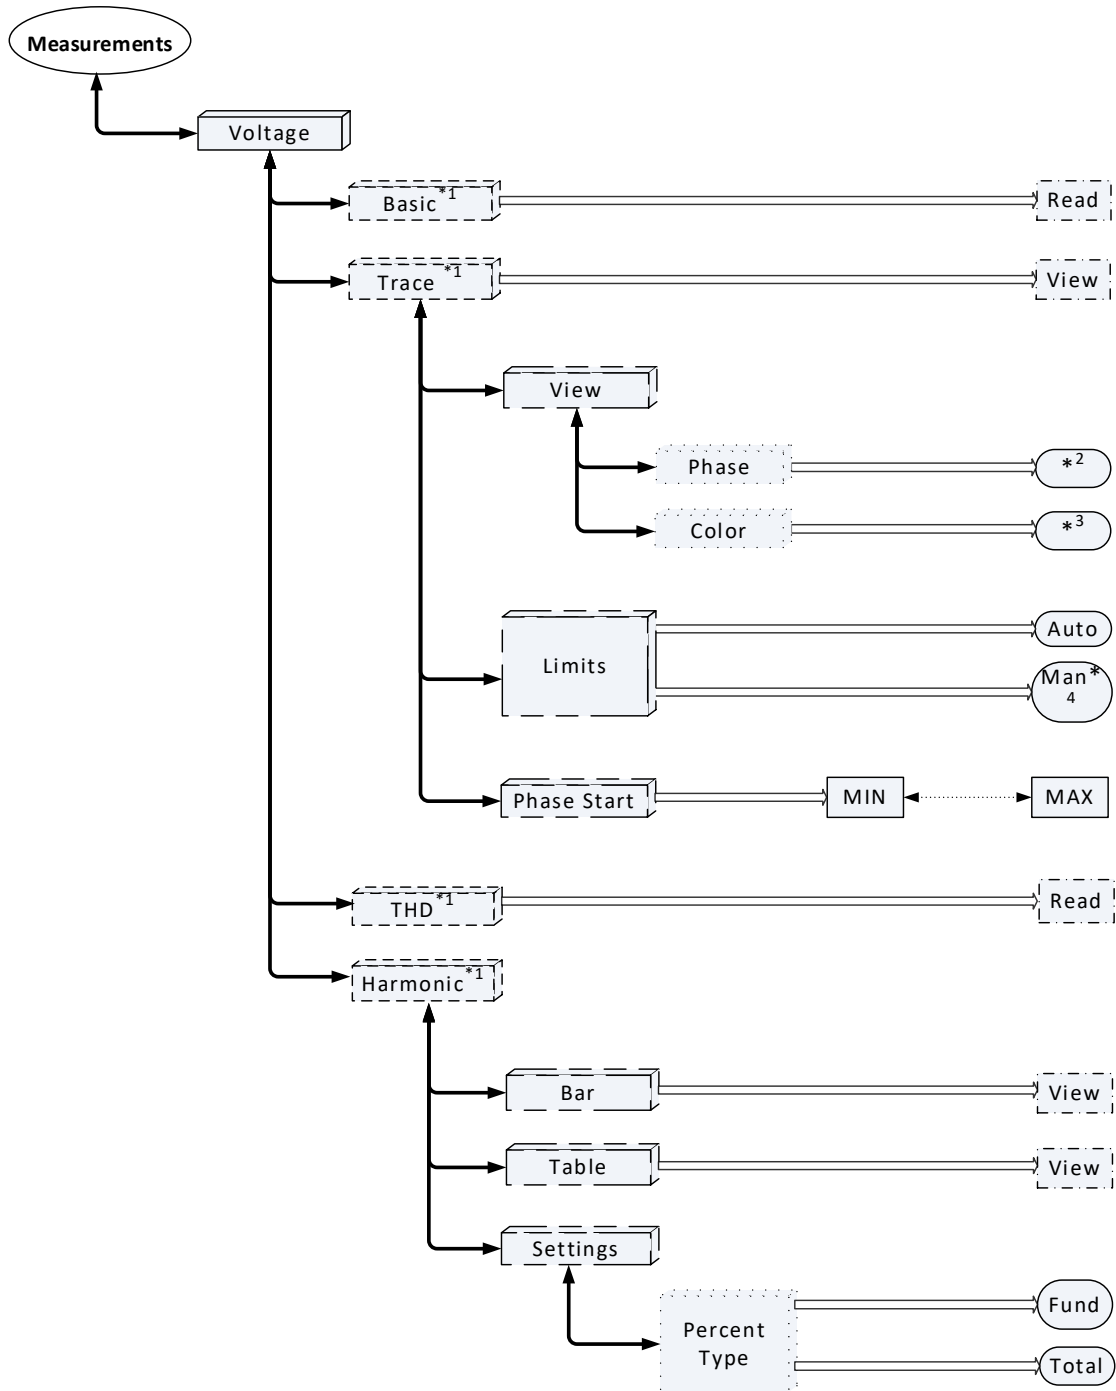 Measurements
Voltage
Basic *1
Read
Trace *1
View
View
Phase
*2
Color
*3
Limits
Auto
Man*
4
Phase Start
MIN
MAX
THD*1
Read
Harmonic*1
Bar
View
Table
View
Settings
Percent
Type
Fund
Total